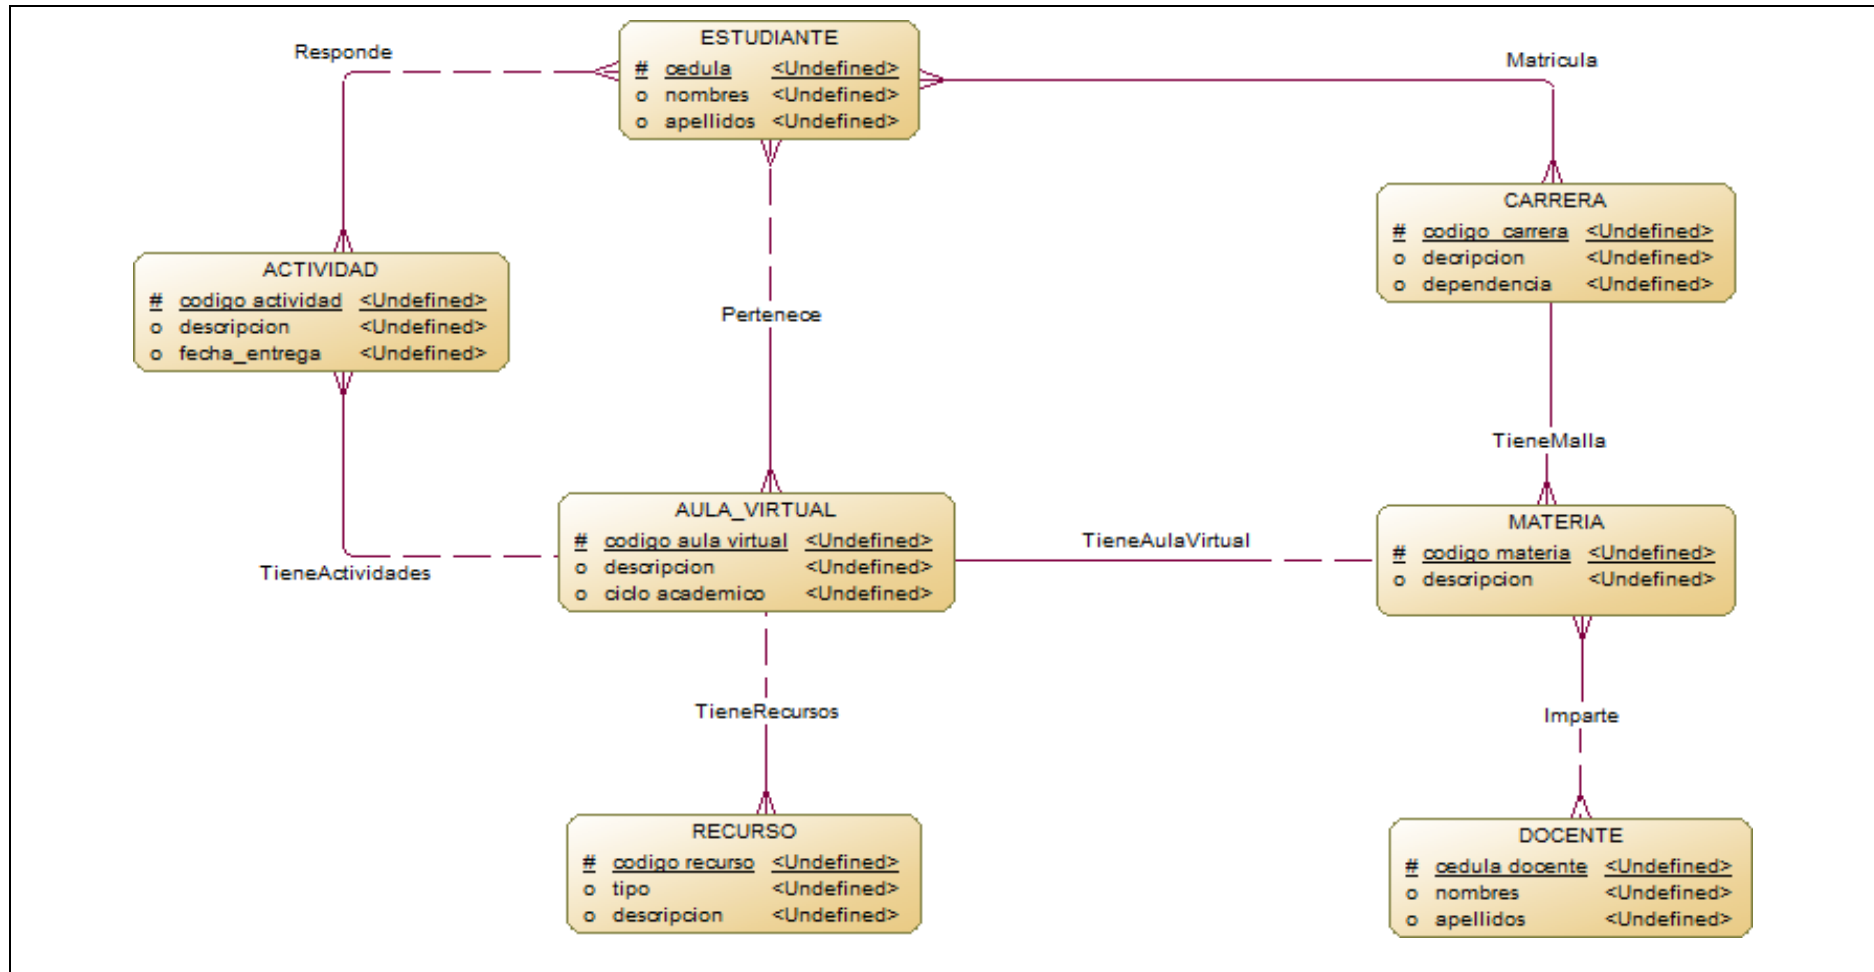 Responde
ESTUDIANTE
# cedula <Undefined>
o nombres <Undefined>
o apellidos <Undefined>
Matricula
CARRERA
# codigo_carrera <Undefined>
o decripcion <Undefined>
o dependencia <Undefined>
ACTIVIDAD
# codigo actividad <Undefined>
o descripcion <Undefined>
o fecha_entrega <Undefined>
Pertenece
TieneMalla
AULA_VIRTUAL
# codigo aula virtual <Undefined>
o descripcion <Undefined>
o ciclo academico <Undefined>
TieneAulaVirtual
MATERIA
# codigo materia <Undefined>
o descripcion <Undefined>
TieneActividades
TieneRecursos
Imparte
RECURSO
# codigo recurso <Undefined>
o tipo <Undefined>
o descripcion <Undefined>
DOCENTE
# cedula docente <Undefined>
o nombres <Undefined>
o apellidos <Undefined>